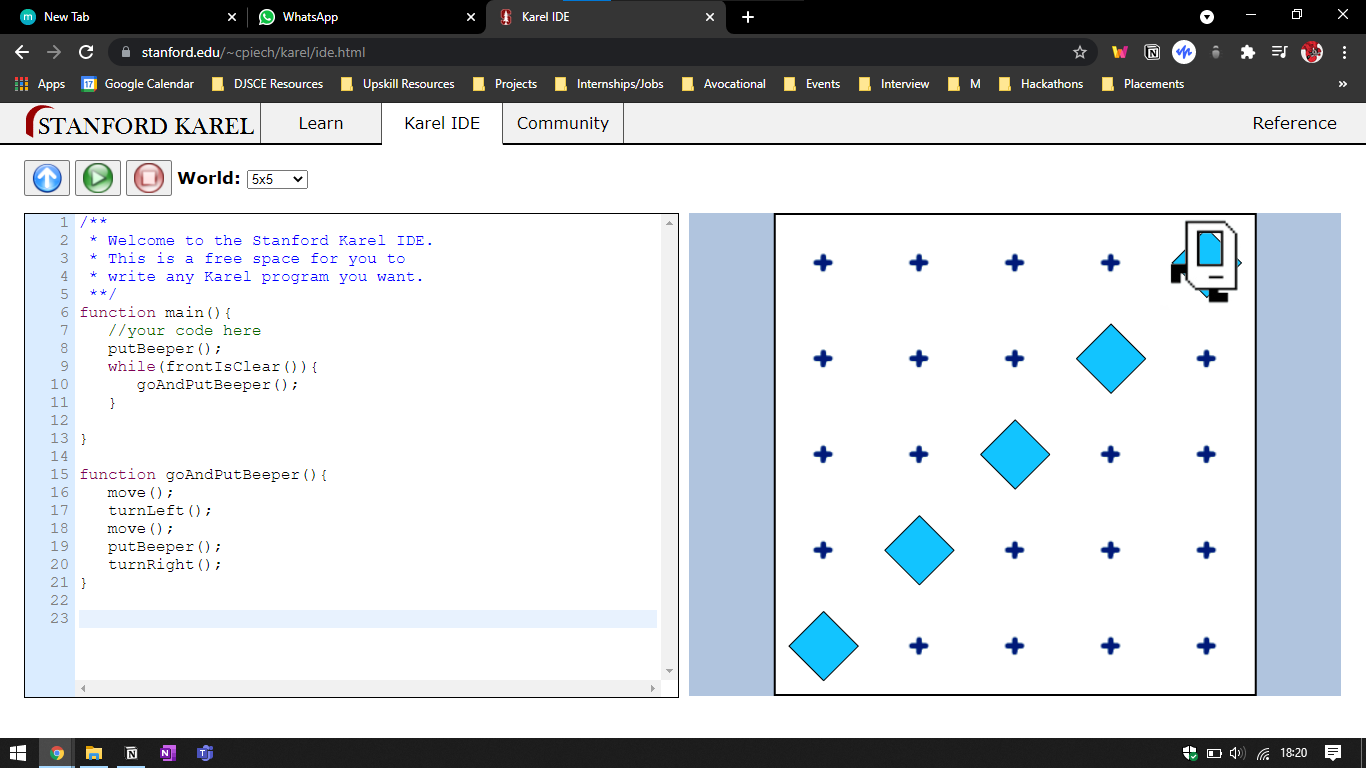 New Tab
WhatsApp
Karel IDE
stanford.edu/~cpiech/karel/ide.html
Apps
17
Google Calendar
DJSCE Resources
Upskill Resources
Projects
Internships/Jobs
Avocational
Events
Interview
M
Hackathons
Placements
»
STANFORD KAREL
Learn
Karel IDE
Community
Reference
World: 5x5
1 /**
2 * Welcome to the Stanford Karel IDE.
3 * This is a free space for you to
4 * write any Karel program you want.
5 **/
6 function main(){
7 //your code here
8 putBeeper();
9 while(frontIsClear()){
10 goAndPutBeeper();
11 }
12
13 }
14
15 function goAndPutBeeper(){
16 move();
17 turnLeft();
18 move();
19 putBeeper();
20 turnRight();
21 }
22
23
18:20